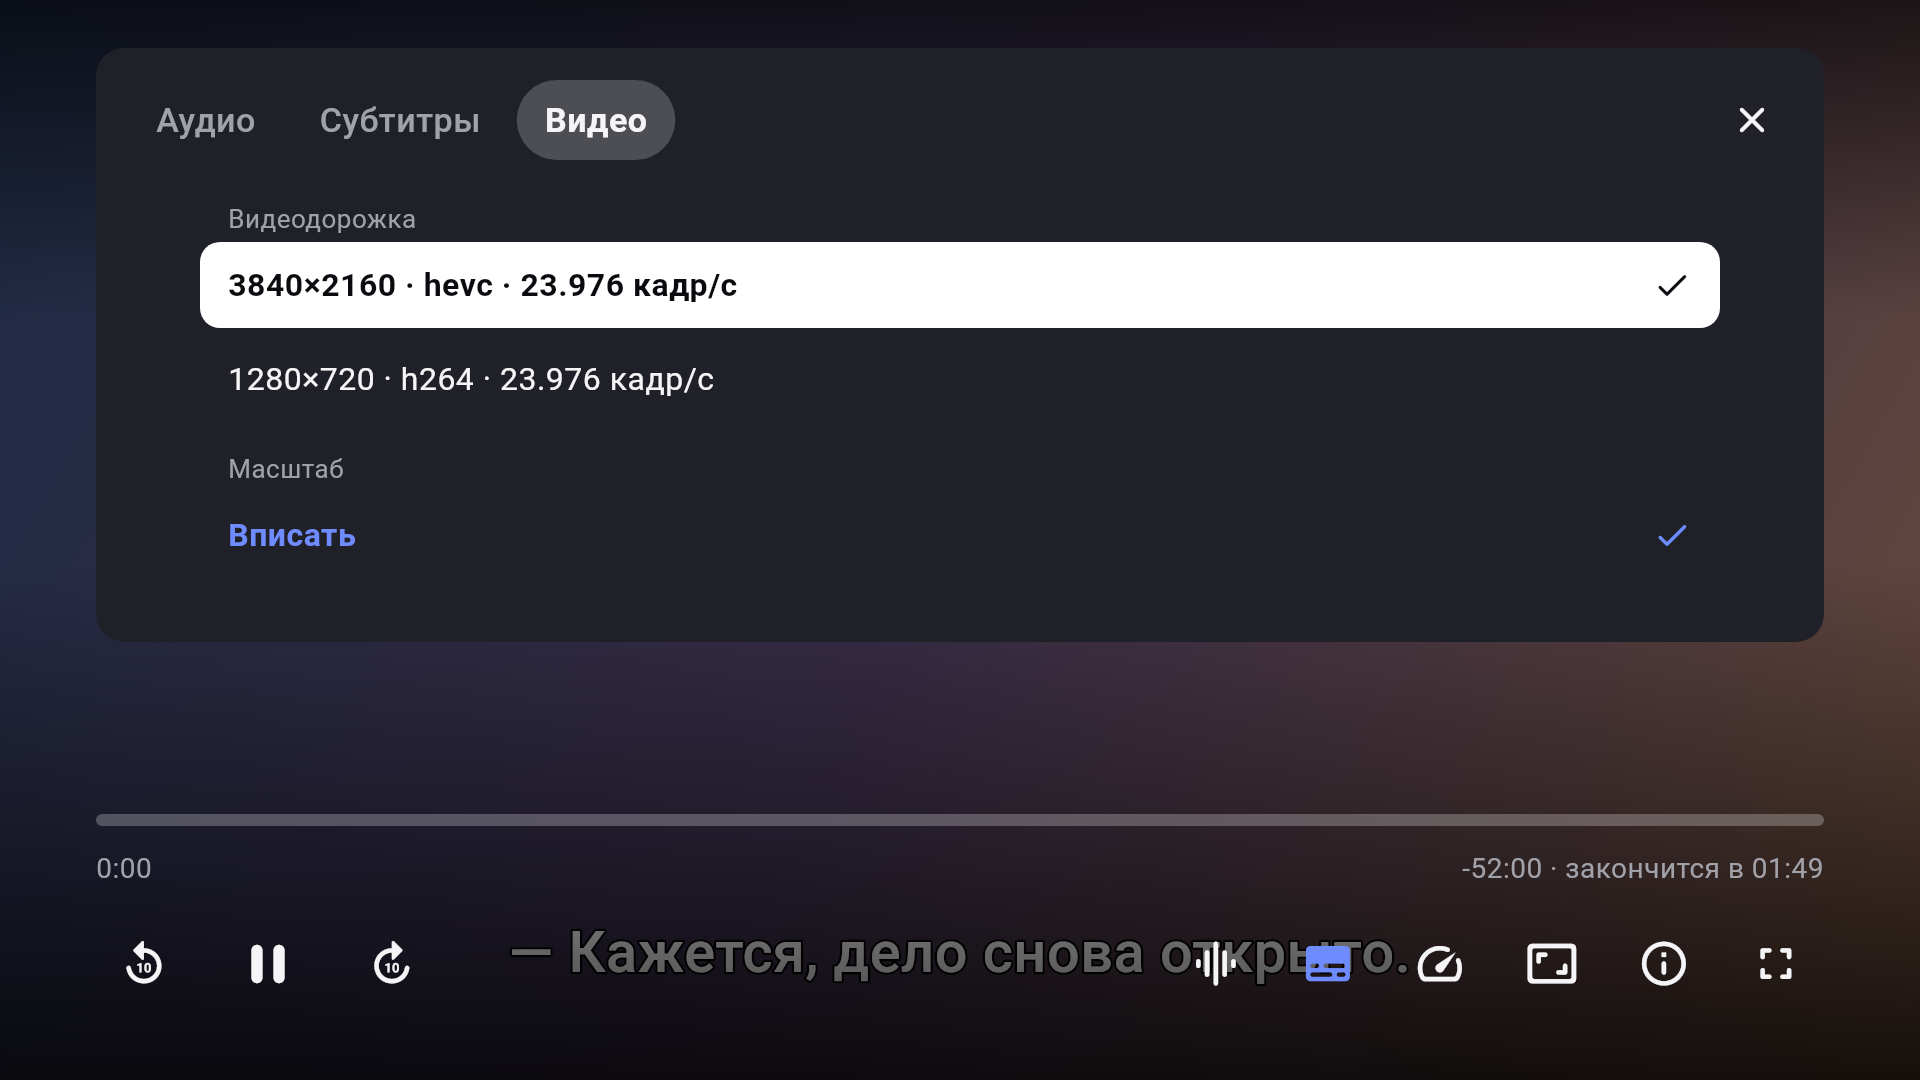 Аудио
Субтитры
Видео
Видеодорожка
3840×2160 · hevc · 23.976 кадр/с
1280×720 · h264 · 23.976 кадр/с
Масштаб
Вписать
0:00
-52:00 · закончится в 01:49
— Кажется, дело снова открыто.
10
10